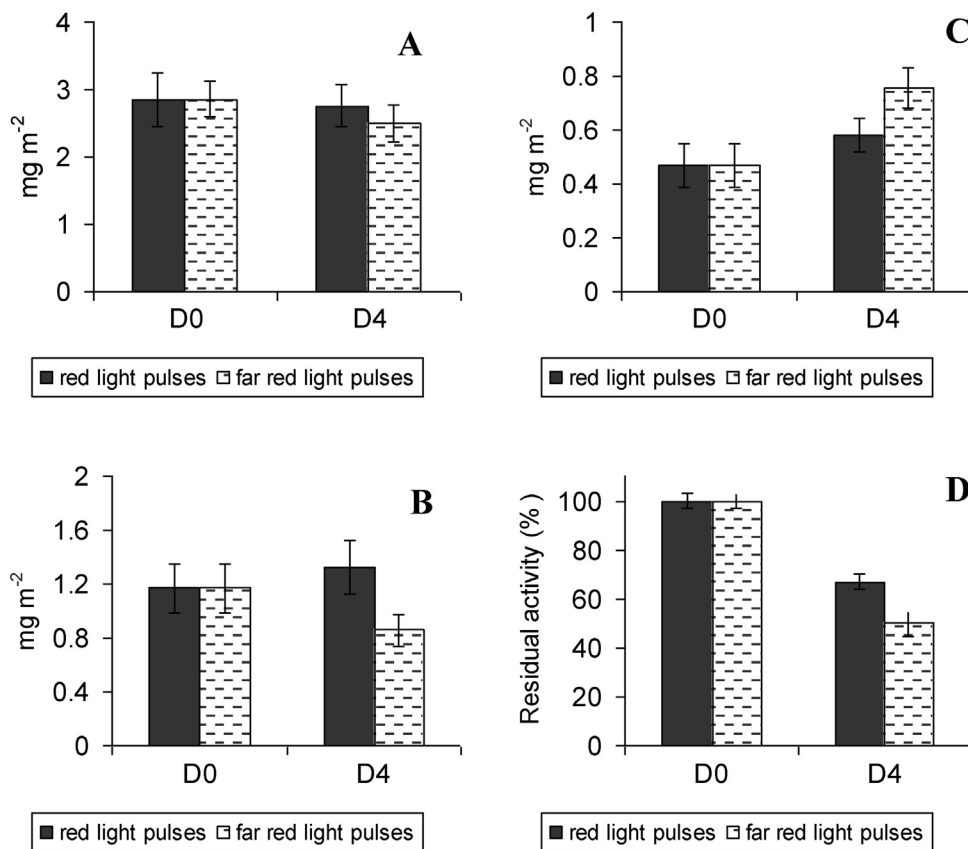 A
4
3
2
1
0
mg m⁻²
D0 D4
red light pulses far red light pulses
C
1
0.8
0.6
0.4
0.2
0
mg m⁻²
D0 D4
red light pulses far red light pulses
B
2
1.6
1.2
0.8
0.4
0
mg m⁻²
D0 D4
red light pulses far red light pulses
D
100
80
60
40
20
0
Residual activity (% )
D0 D4
red light pulses far red light pulses